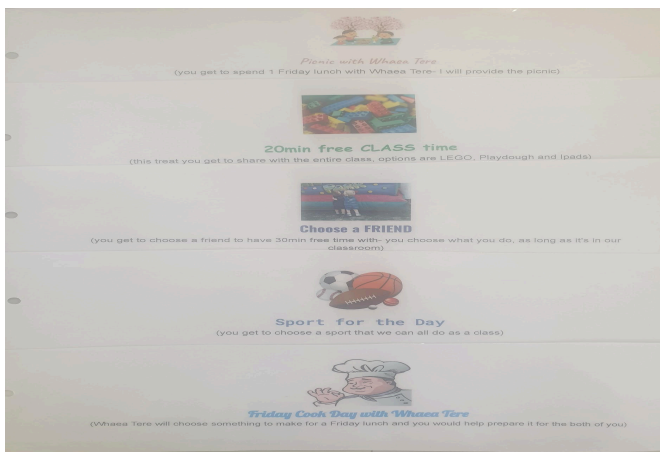 Picnic with Whaea Tere
(you get to spend 1 Friday lunch with Whaea Tere- I will provide the picnic)
20min free CLASS time
(this treat you get to share with the entire class, options are LEGO, Playdough and Ipads)
Choose a FRIEND
(you get to choose a friend to have 30min free time with- you choose what you do, as long as it's in our
classroom)
Sport for the Day
(you get to choose a sport that we can all do as a class)
Friday Cook Day with Whaea Tere
(Whaea Tere will choose something to make for a Friday lunch and you would help prepare it for the both of you)